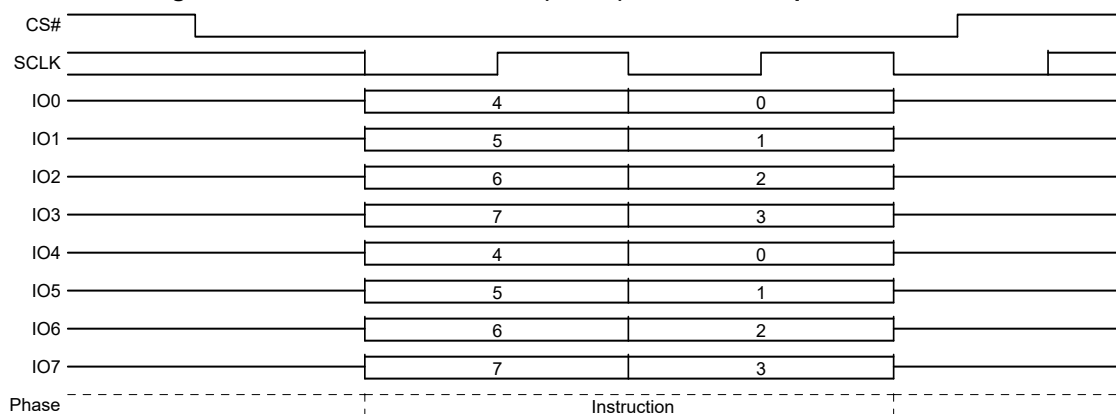 CS#
SCLK
IO0 4 0
IO1 5 1
IO2 6 2
IO3 7 3
IO4 4 0
IO5 5 1
IO6 6 2
IO7 7 3
Phase Instruction